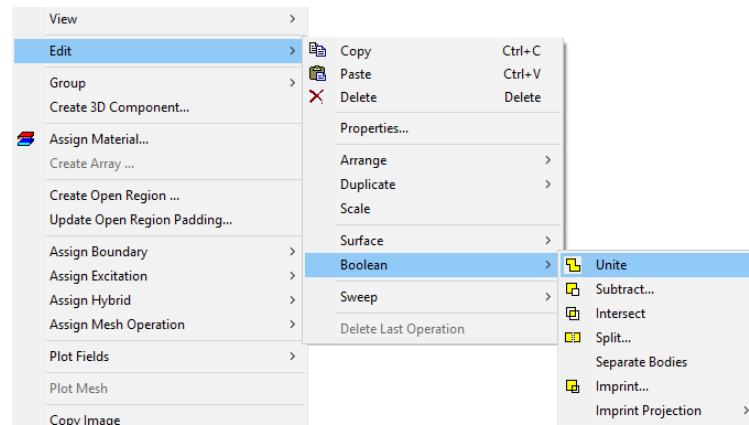 View
Edit
Group
Create 3D Component...
Assign Material...
Create Array ...
Create Open Region ...
Update Open Region Padding...
Assign Boundary
Assign Excitation
Assign Hybrid
Assign Mesh Operation
Plot Fields
Plot Mesh
Copy Image
Copy Ctrl+C
Paste Ctrl+V
Delete Delete
Properties...
Arrange
Duplicate
Scale
Surface
Boolean
Sweep
Delete Last Operation
Unite
Subtract...
Intersect
Split...
Separate Bodies
Imprint...
Imprint Projection